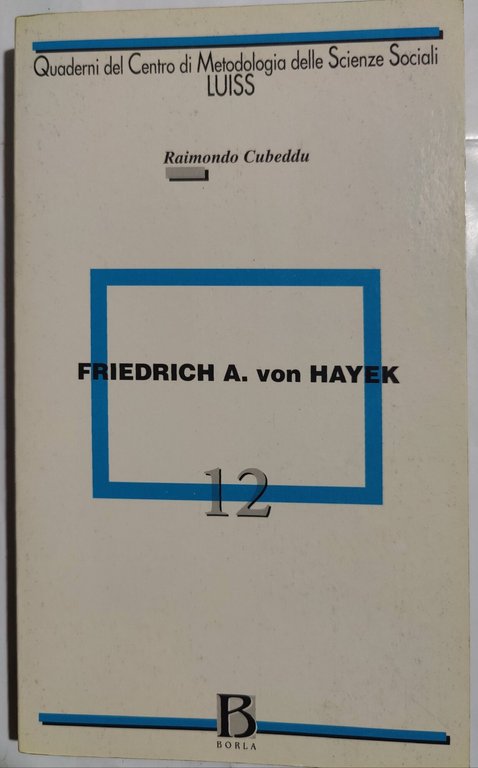 Quaderni del Centro di Metodologia delle Scienze Sociali
LUISS
Raimondo Cubeddu
FRIEDRICH A. von HAYEK
12
B
BORLA